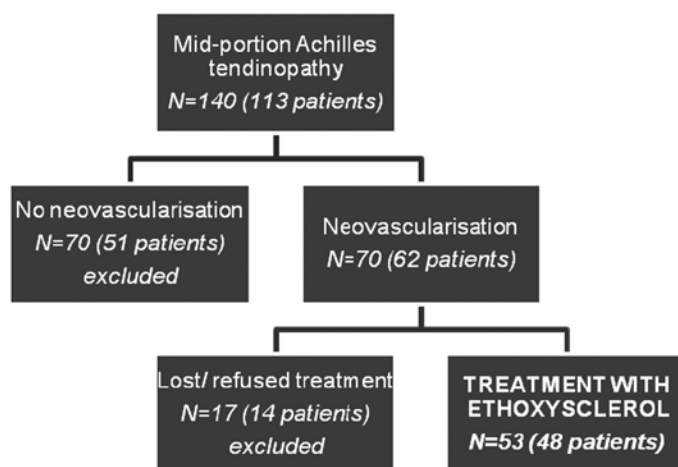 Mid-portion Achilles
tendinopathy
N=140 (113 patients)
No neovascularisation
N=70 (51 patients)
excluded
Neovascularisation
N=70 (62 patients)
Lost/ refused treatment
N=17 (14 patients)
excluded
TREATMENT WITH
ETHOXYSCLEROL
N=53 (48 patients)